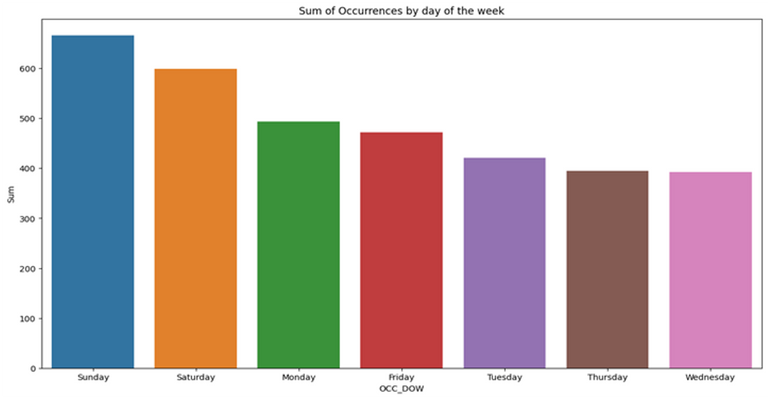 Sum of Occurrences by day of the week
Sum
600
500
400
300
200
100
0
Sunday Saturday Monday Friday Tuesday Thursday Wednesday
OCC_DOW